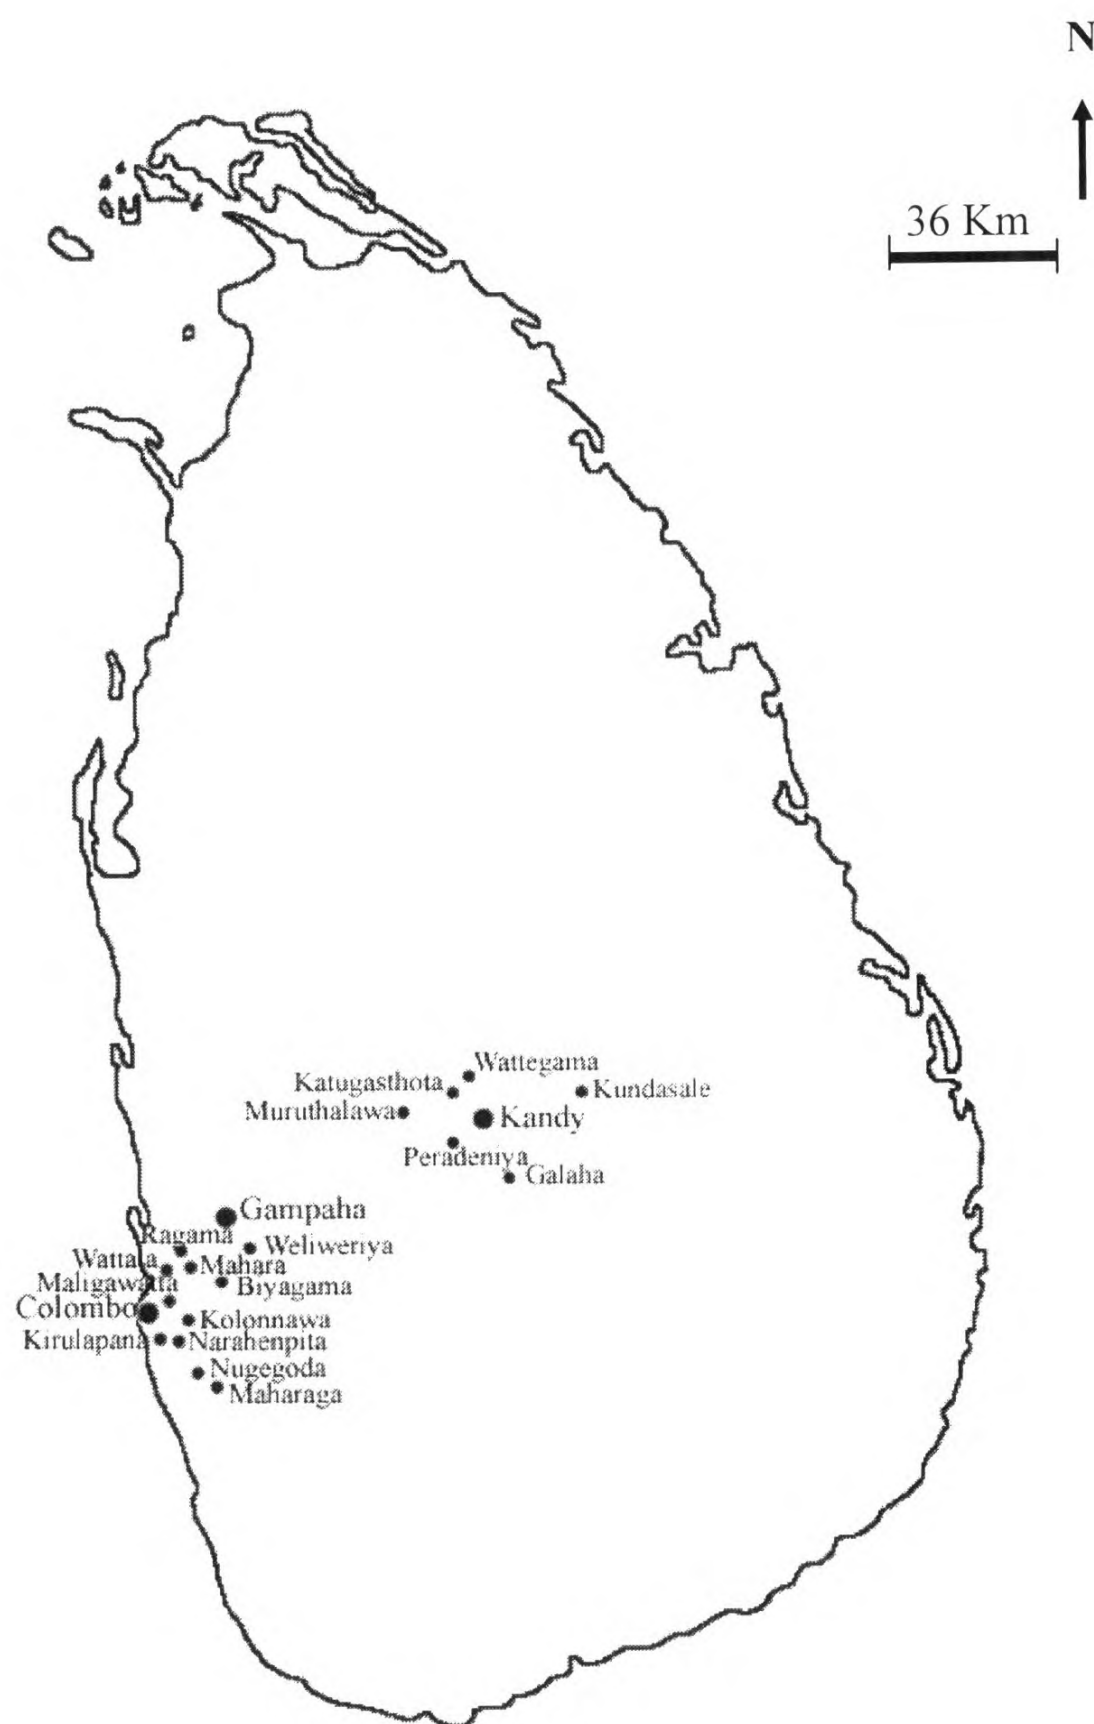 N
36 Km
Wattegama
Katugasthota
Kundasale
Muruthalawa
Kandy
Peradeniya
Galaha
Gampaha
Ragama
Weliweriya
Wattala
Mahara
Maligawatta
Biyagama
Colombo
Kolonnawa
Kirulapana
Narahenpita
Nugegoda
Maharaga